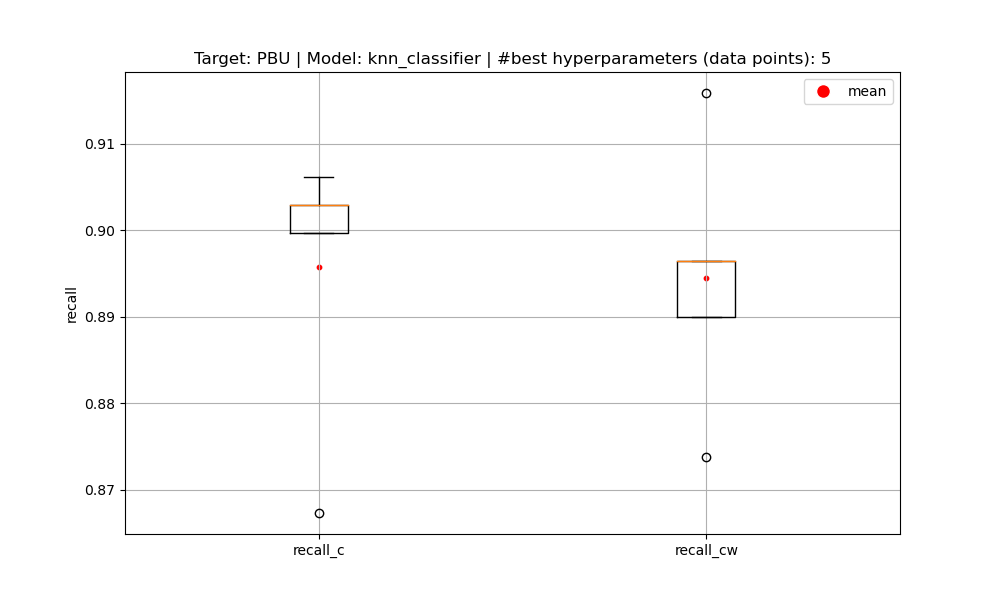 Target: PBU | Model: knn_classifier | #best hyperparameters (data points): 5
mean
0.91
0.90
0.89
0.88
0.87
recall
recall_c
recall_cw